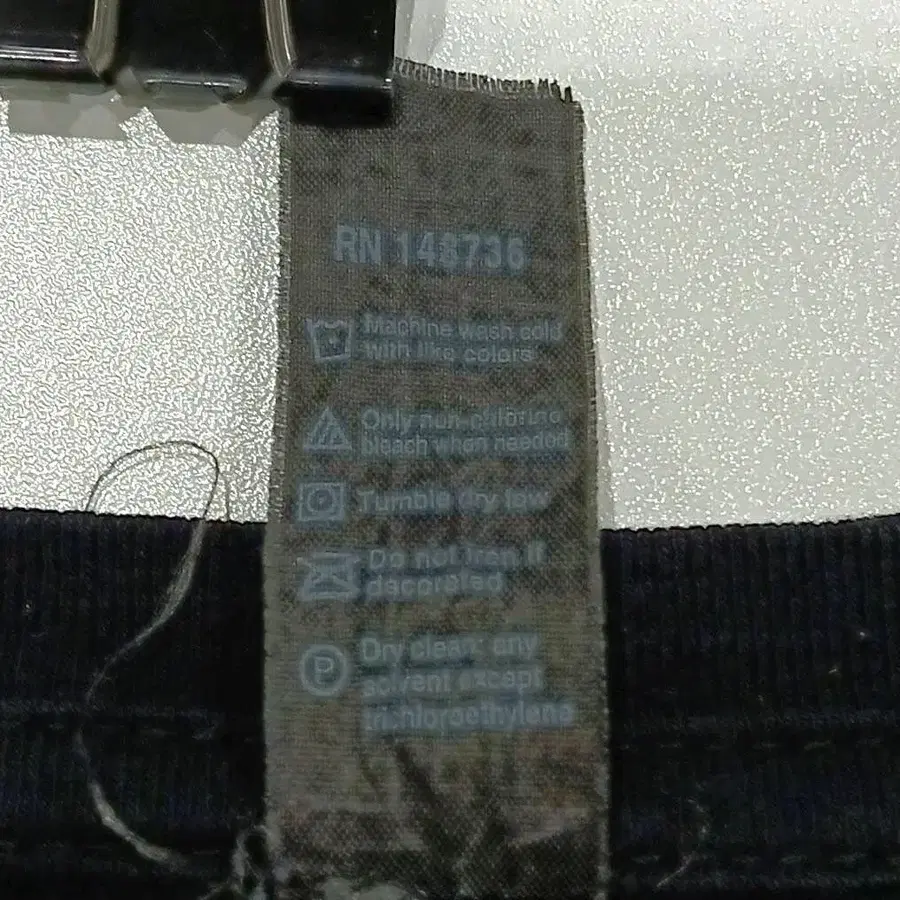 RN 148736
Machine wash cold
with like colors
Only non-chlorine
bleach when needed
Tumble dry low
Do not iron if
decorated
P
Dry clean: any
solvent except
trichloroethylene